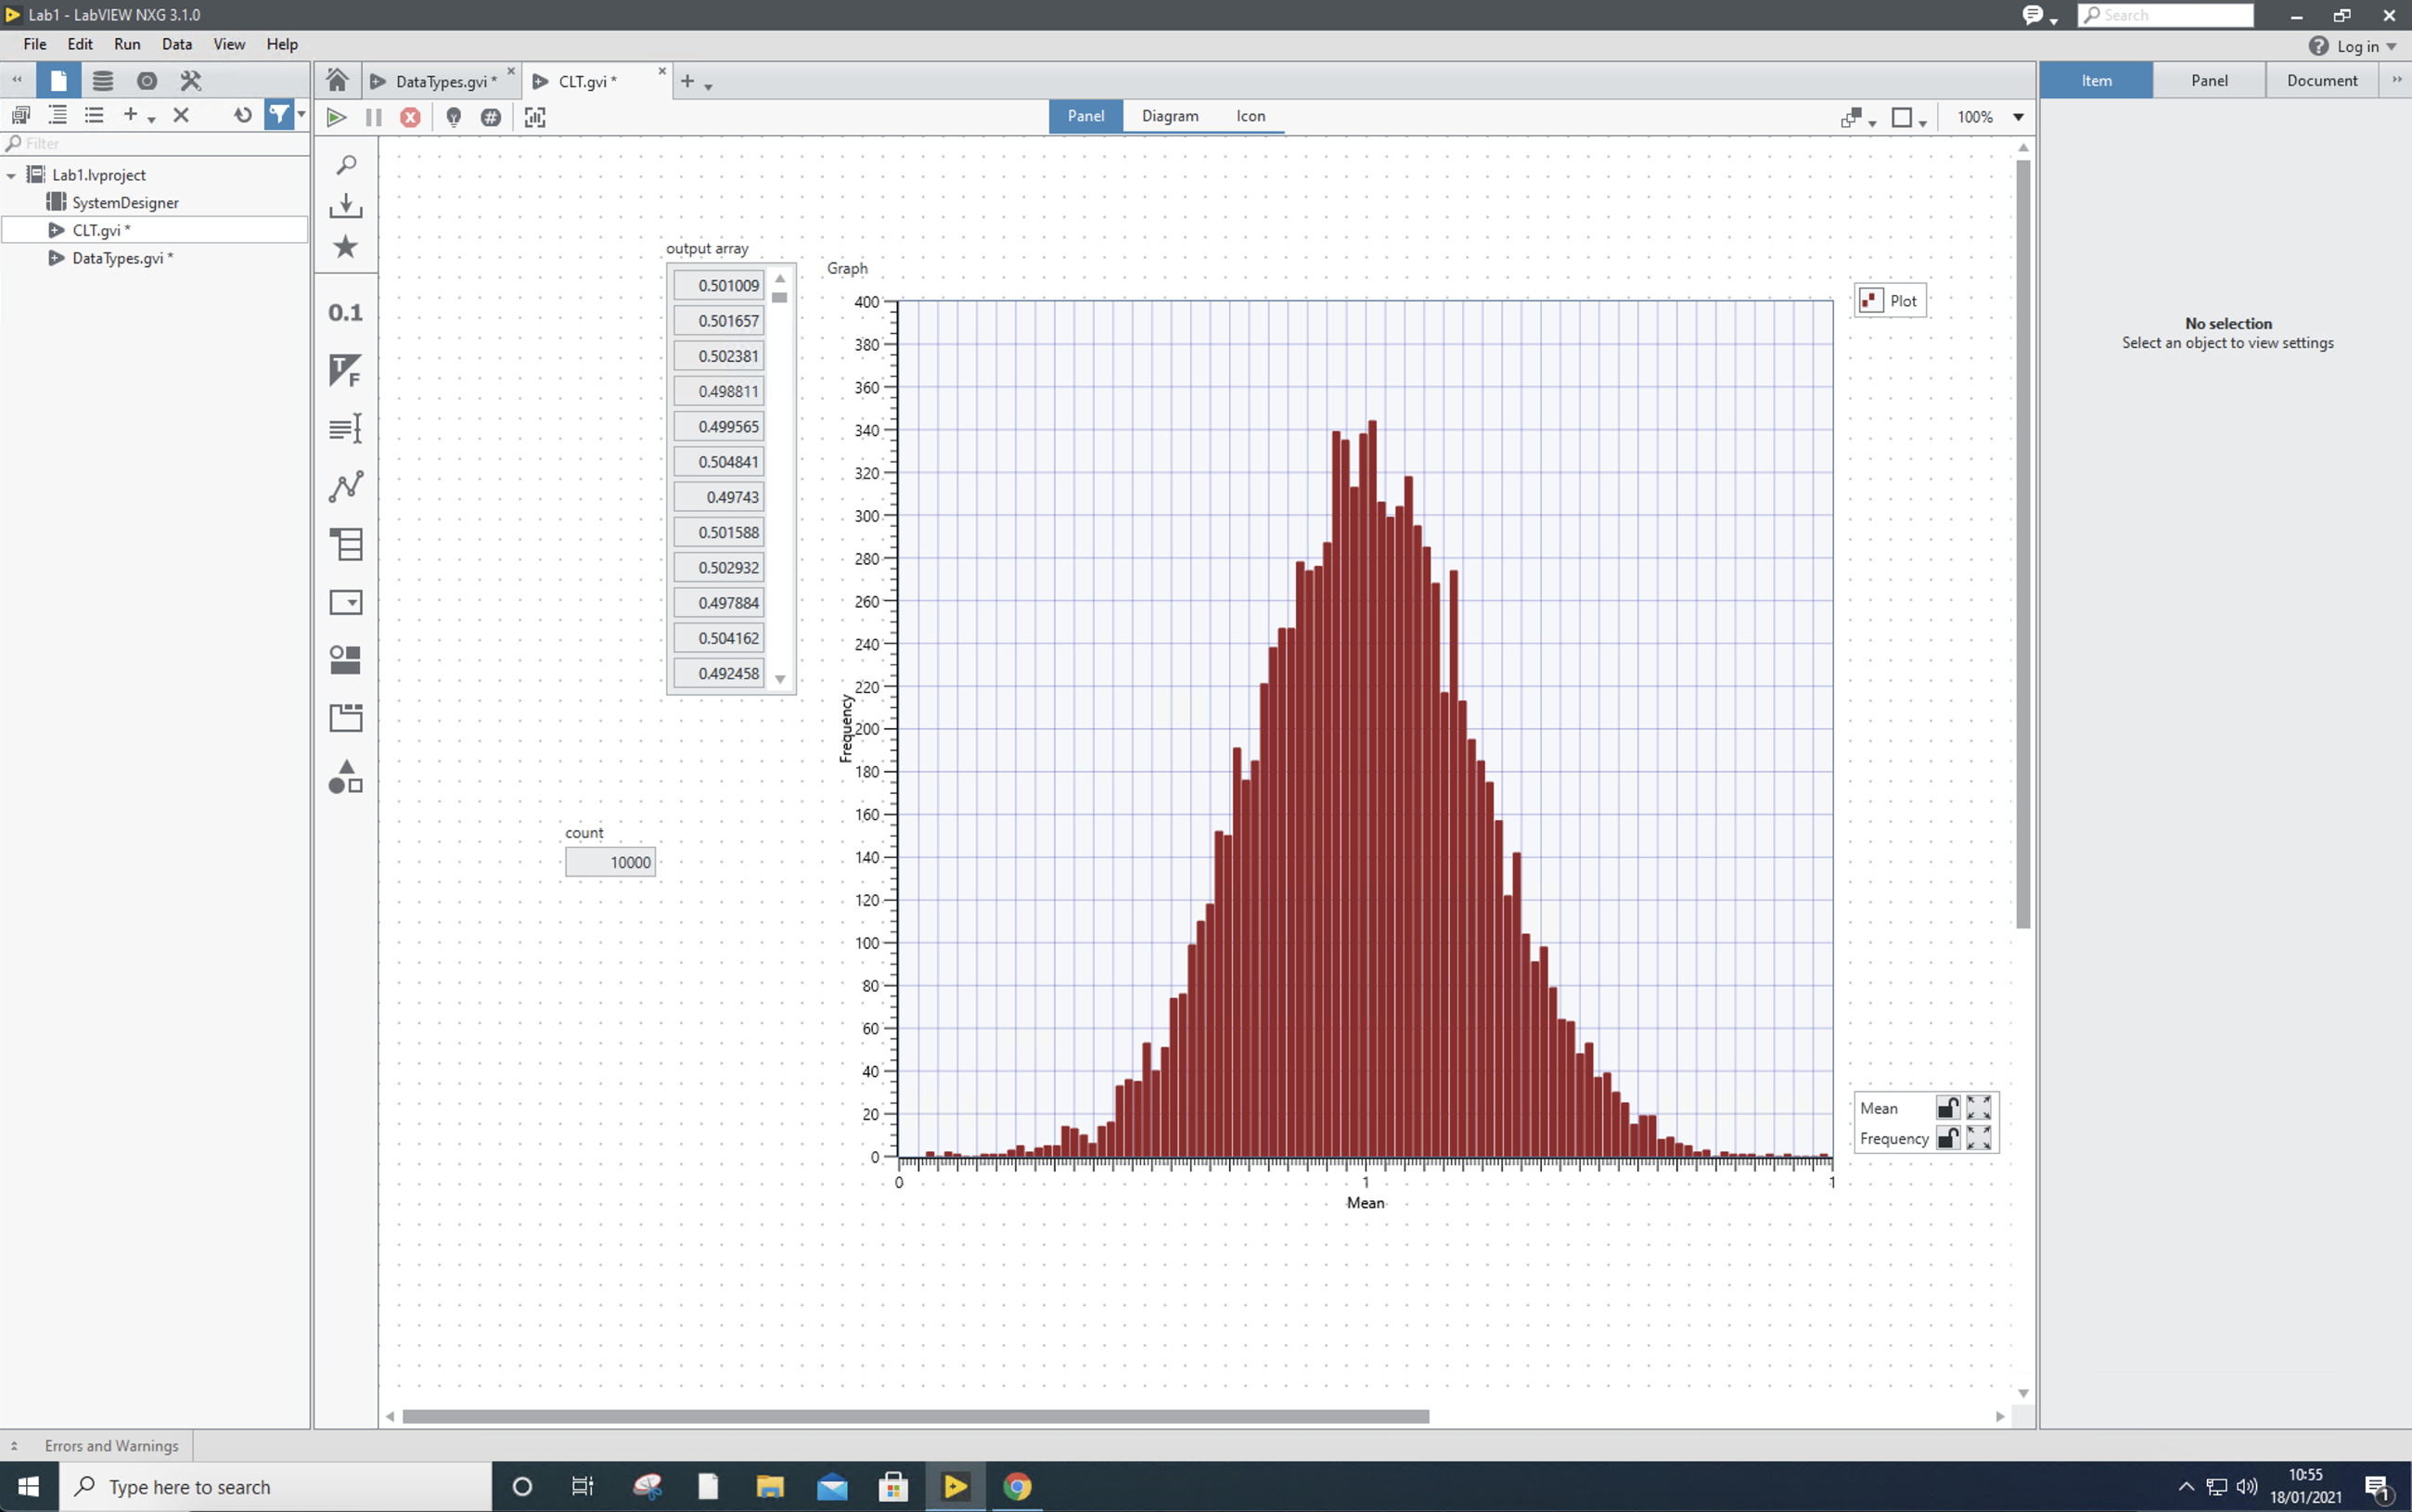 Lab1 - LabVIEW NXG 3.1.0
Search
File Edit Run Data View Help
Log in
DataTypes.gvi *
CLT.gvi *
Item Panel Document
Panel Diagram Icon
100%
Filter
Lab1.lvproject
SystemDesigner
CLT.gvi *
DataTypes.gvi *
0.1
T F
output array
0.501009
0.501657
0.502381
0.498811
0.499565
0.504841
0.49743
0.501588
0.502932
0.497884
0.504162
0.492458
count
10000
Graph
400
380
360
340
320
300
280
260
240
220
200
180
160
140
120
100
80
60
40
20
0
Frequency
0 1 1
Mean
Plot
Mean
Frequency
No selection
Select an object to view settings
Errors and Warnings
Type here to search
10:55
18/01/2021
1